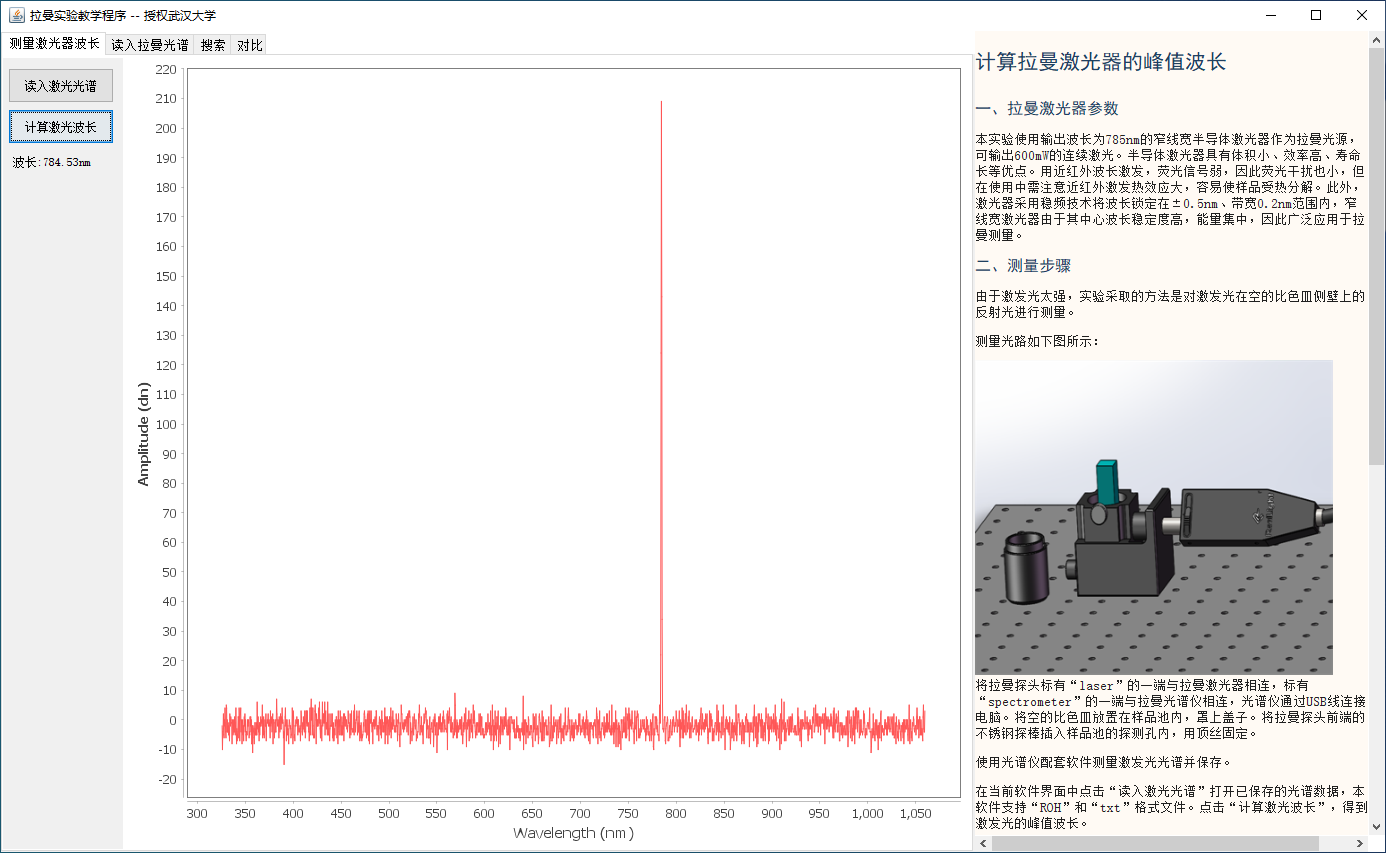 拉曼实验教学程序 -- 授权武汉大学
测量激光器波长 读入拉曼光谱 搜索 对比
读入激光光谱
计算激光波长
波长:784.53nm
220
210
200
190
180
170
160
150
140
130
120
110
100
90
80
70
60
50
40
30
20
10
0
-10
-20
Amplitude (dn)
300 350 400 450 500 550 600 650 700 750 800 850 900 950 1,000 1,050
Wavelength (nm)
计算拉曼激光器的峰值波长
一、拉曼激光器参数
本实验使用输出波长为785nm的窄线宽半导体激光器作为拉曼光源，
可输出600mW的连续激光。半导体激光器具有体积小、效率高、寿命
长等优点。用近红外波长激发，荧光信号弱，因此荧光干扰也小，但
在使用中需注意近红外激发热效应大，容易使样品受热分解。此外，
激光器采用稳频技术将波长锁定在±0.5nm、带宽0.2nm范围内，窄
线宽激光器由于其中心波长稳定度高，能量集中，因此广泛应用于拉
曼测量。
二、测量步骤
由于激发光太强，实验采取的方法是对激发光在空的比色皿侧壁上的
反射光进行测量。
测量光路如下图所示：
将拉曼探头标有“laser”的一端与拉曼激光器相连，标有
“spectrometer”的一端与拉曼光谱仪相连，光谱仪通过USB线连接
电脑。将空的比色皿放置在样品池内，罩上盖子。将拉曼探头前端的
不锈钢探棒插入样品池的探测孔内，用顶丝固定。
使用光谱仪配套软件测量激发光光谱并保存。
在当前软件界面中点击“读入激光光谱”打开已保存的光谱数据，本
软件支持“ROH”和“txt”格式文件。点击“计算激光波长”，得到
激发光的峰值波长。